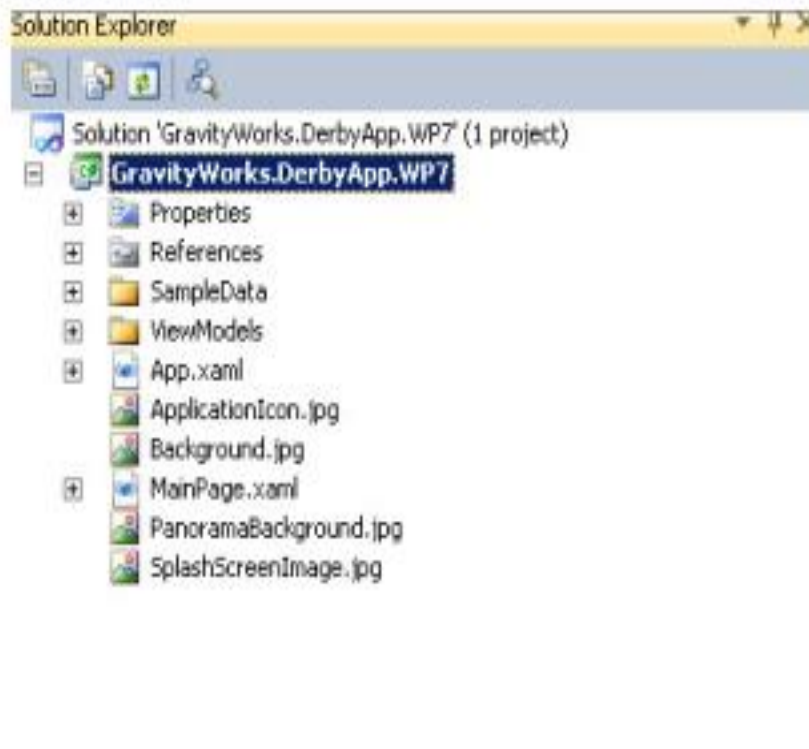 Solution Explorer
Solution 'GravityWorks.DerbyApp.WP7' (1 project)
GravityWorks.DerbyApp.WP7
Properties
References
SampleData
ViewModels
App.xaml
ApplicationIcon.jpg
Background.jpg
MainPage.xaml
PanoramaBackground.jpg
SplashScreenImage.jpg